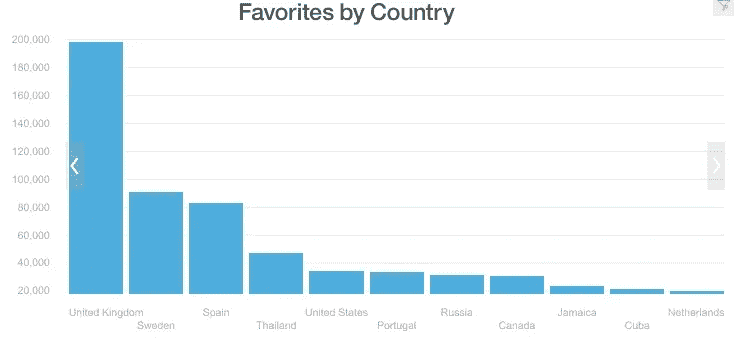 Favorites by Country
200,000
180,000
160,000
140,000
120,000
100,000
80,000
60,000
40,000
20,000
United Kingdom
Sweden
Spain
Thailand
United States
Portugal
Russia
Canada
Jamaica
Cuba
Netherlands